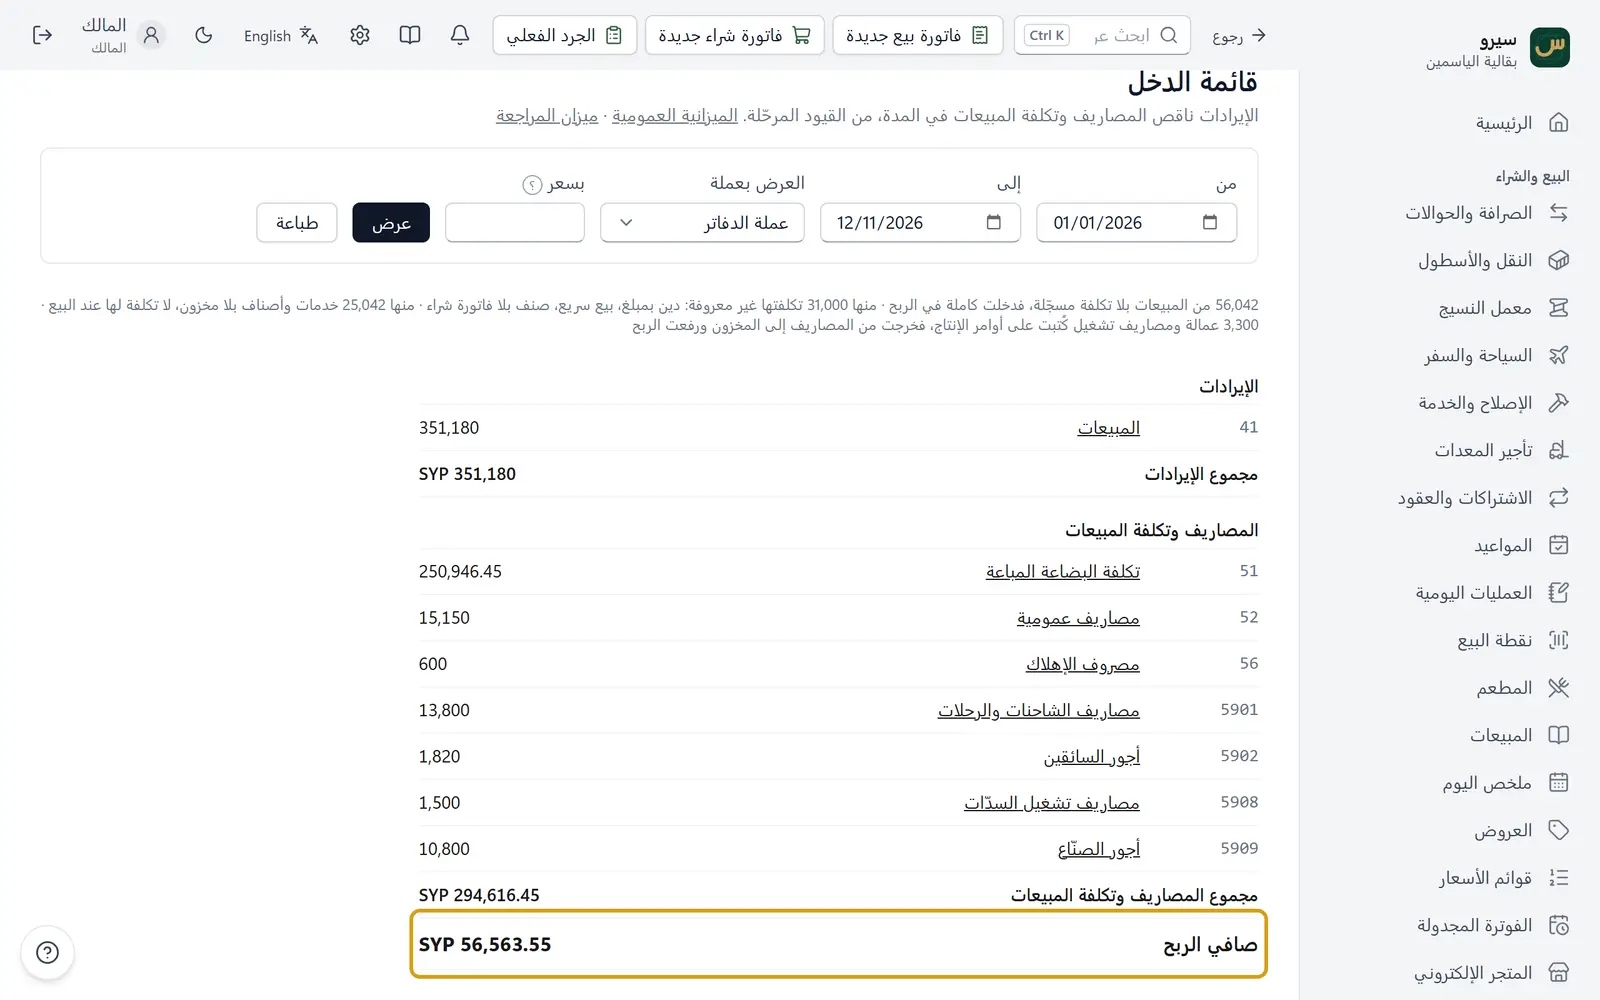 سيرو
بقالية الياسمين
رجوع
ابحث عر
Ctrl K
فاتورة بيع جديدة
فاتورة شراء جديدة
الجرد الفعلي
English
المالك
المالك
الرئيسية
البيع والشراء
الصرافة والحوالات
النقل والأسطول
معمل النسيج
السياحة والسفر
الإصلاح والخدمة
تأجير المعدات
الاشتراكات والعقود
المواعيد
العمليات اليومية
نقطة البيع
المطعم
المبيعات
ملخص اليوم
العروض
قوائم الأسعار
الفوترة المجدولة
المتجر الإلكتروني
قائمة الدخل
الإيرادات ناقص المصاريف وتكلفة المبيعات في المدة، من القيود المرحّلة. الميزانية العمومية · ميزان المراجعة
من
إلى
العرض بعملة
بسعر ؟
01/01/2026
12/11/2026
عملة الدفاتر
عرض
طباعة
56,042 من المبيعات بلا تكلفة مسجّلة، فدخلت كاملة في الربح · منها 31,000 تكلفتها غير معروفة: دين بمبلغ، بيع سريع، صنف بلا فاتورة شراء · منها 25,042 خدمات وأصناف بلا مخزون، لا تكلفة لها عند البيع ·
3,300 عمالة ومصاريف تشغيل كُتبت على أوامر الإنتاج، فخرجت من المصاريف إلى المخزون ورفعت الربح
الإيرادات
41 المبيعات 351,180
مجموع الإيرادات SYP 351,180
المصاريف وتكلفة المبيعات
51 تكلفة البضاعة المباعة 250,946.45
52 مصاريف عمومية 15,150
56 مصروف الإهلاك 600
5901 مصاريف الشاحنات والرحلات 13,800
5902 أجور السائقين 1,820
5908 مصاريف تشغيل السدّات 1,500
5909 أجور الصنّاع 10,800
مجموع المصاريف وتكلفة المبيعات SYP 294,616.45
صافي الربح SYP 56,563.55